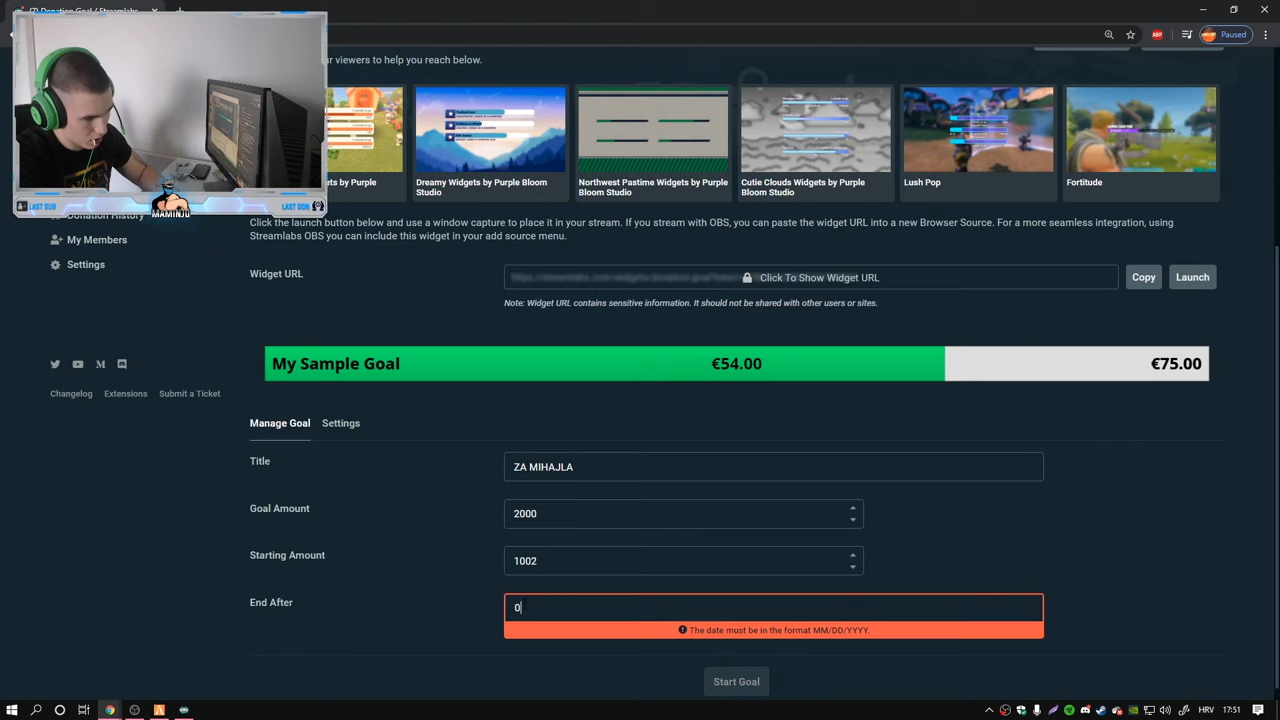 Donation Goal / Streamlabs
Paused
ur viewers to help you reach below.
gets by Purple
Dreamy Widgets by Purple Bloom
Studio
Northwest Pastime Widgets by Purple
Bloom Studio
Cutie Clouds Widgets by Purple
Bloom Studio
Lush Pop
Fortitude
LAST SUB
LAST DON
MAMINJO
Donation History
My Members
Settings
Click the launch button below and use a window capture to place it in your stream. If you stream with OBS, you can paste the widget URL into a new Browser Source. For a more seamless integration, using
Streamlabs OBS you can include this widget in your add source menu.
Widget URL
Click To Show Widget URL
Copy
Launch
Note: Widget URL contains sensitive information. It should not be shared with other users or sites.
My Sample Goal
€54.00
€75.00
Changelog
Extensions
Submit a Ticket
Manage Goal
Settings
Title
ZA MIHAJLA
Goal Amount
2000
Starting Amount
1002
End After
0
The date must be in the format MM/DD/YYYY.
Start Goal
HRV
17:51